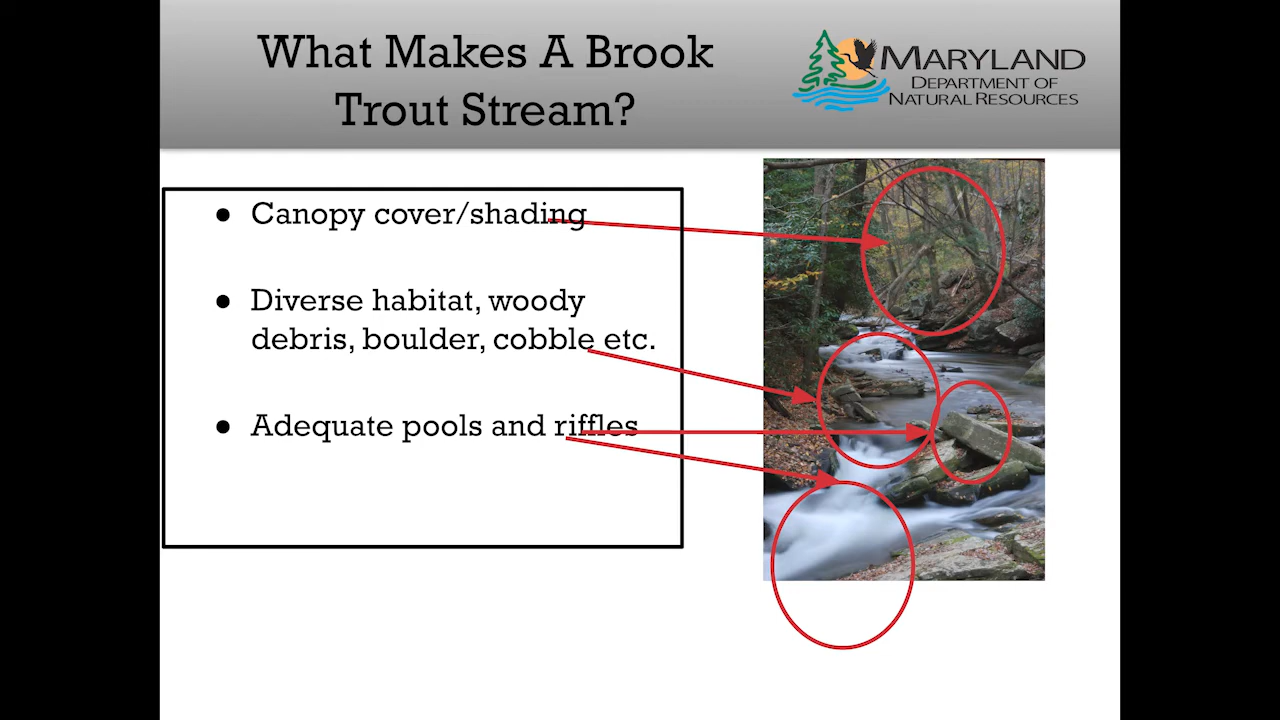 What Makes A Brook
Trout Stream?
MARYLAND
DEPARTMENT OF
NATURAL RESOURCES
● Canopy cover/shading
● Diverse habitat, woody
debris, boulder, cobble etc.
● Adequate pools and riffles